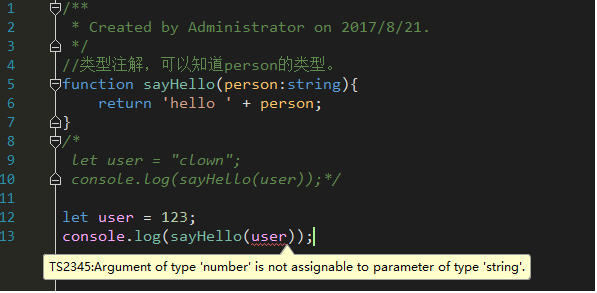 1 /**
2  * Created by Administrator on 2017/8/21.
3  */
4 //类型注解，可以知道person的类型。
5 function sayHello(person:string){
6     return 'hello ' + person;
7 }
8 /*
9  let user = "clown";
10  console.log(sayHello(user));*/
11
12 let user = 123;
13 console.log(sayHello(user));
TS2345:Argument of type 'number' is not assignable to parameter of type 'string'.